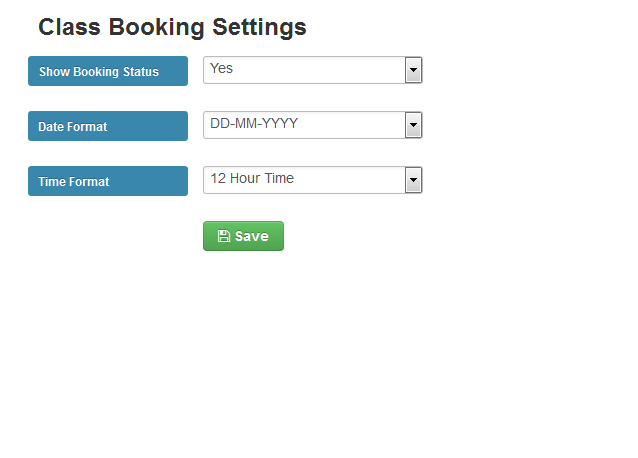 Class Booking Settings
Show Booking Status Yes
Date Format DD-MM-YYYY
Time Format 12 Hour Time
Save